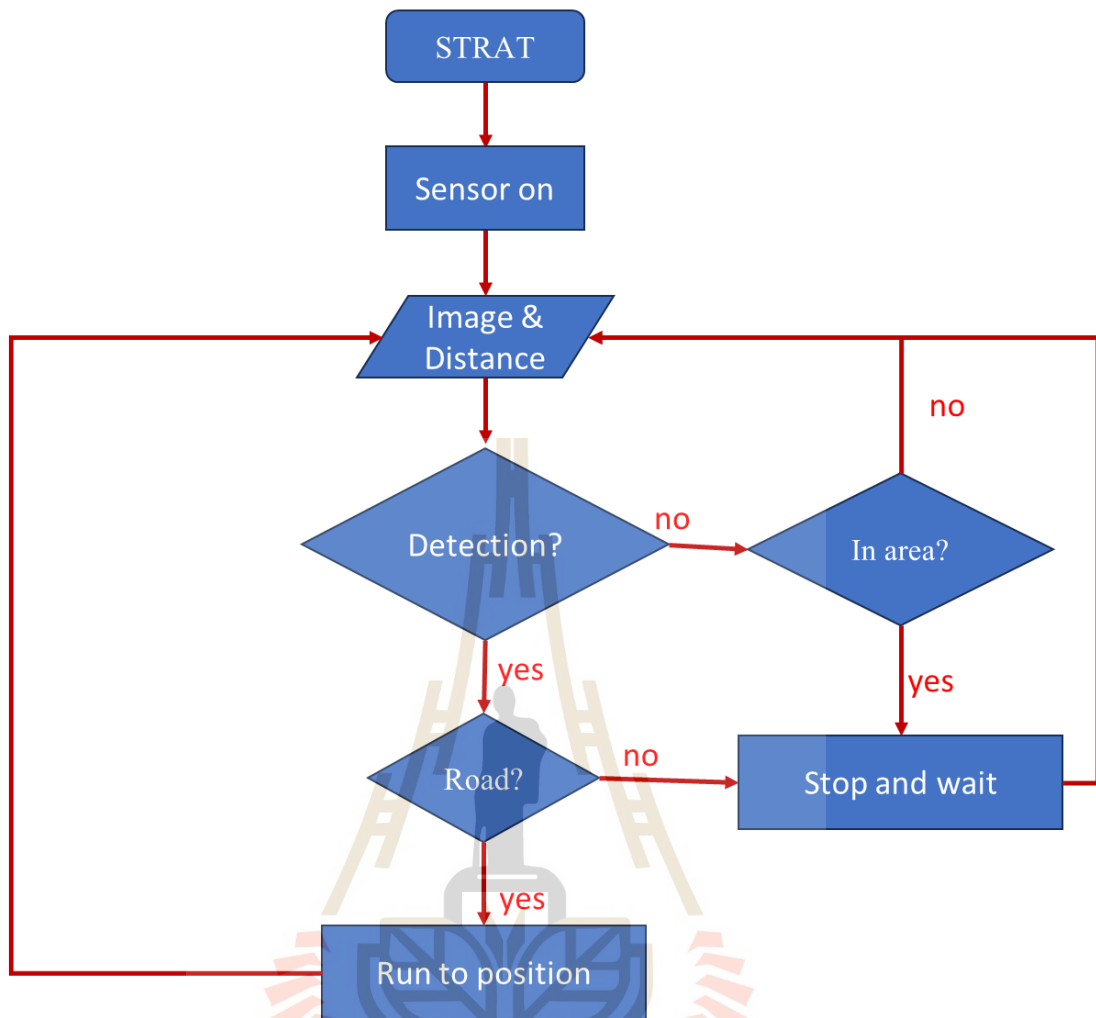 STRAT
Sensor on
Image &
Distance
no
Detection?
no
In area?
yes
yes
Road?
no
Stop and wait
yes
Run to position